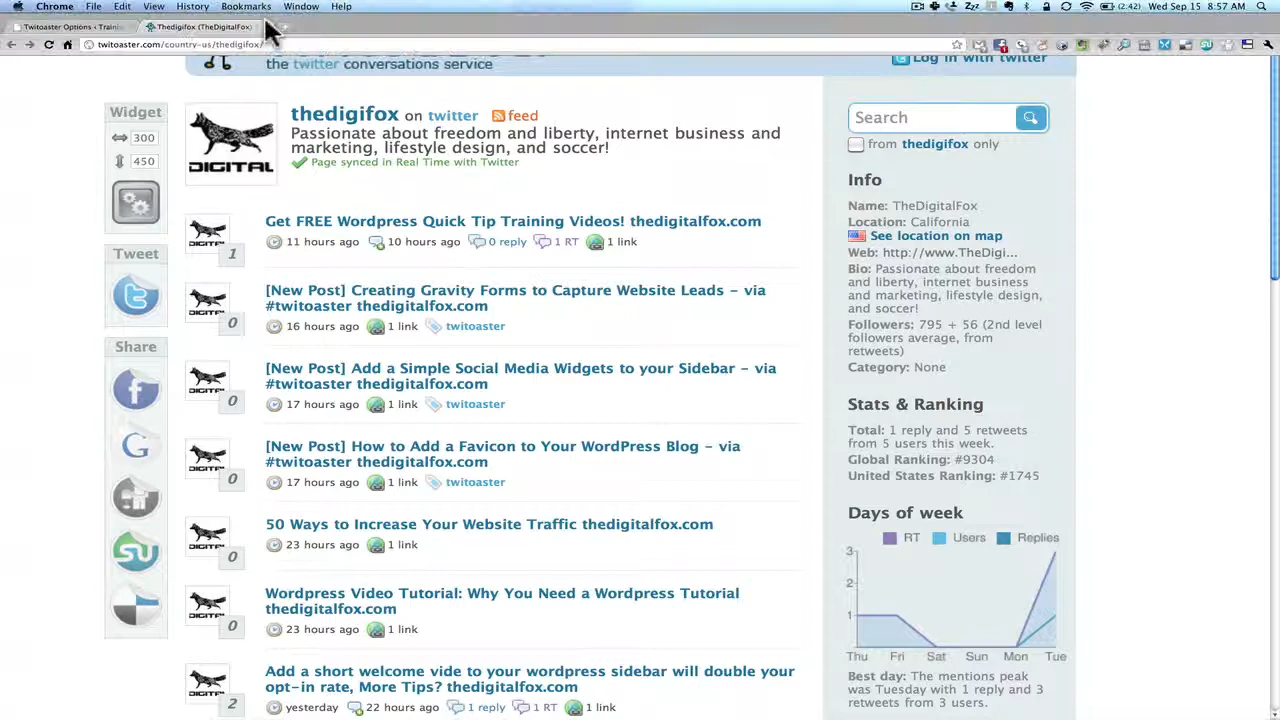 Chrome File Edit View History Bookmarks Window Help
(2:42) Wed Sep 15 8:57 AM
Twitoaster Options ‹ Traini
Thedigifox (TheDigitalFox)
twitoaster.com/country-us/thedigifox/
the twitter conversations service
Log in with twitter
Widget
300
450
Tweet
Share
thedigifox on twitter feed
Passionate about freedom and liberty, internet business and
marketing, lifestyle design, and soccer!
Page synced in Real Time with Twitter
DIGITAL
Get FREE Wordpress Quick Tip Training Videos! thedigitalfox.com
11 hours ago 10 hours ago 0 reply 1 RT 1 link
1
[New Post] Creating Gravity Forms to Capture Website Leads – via
#twitoaster thedigitalfox.com
16 hours ago 1 link twitoaster
0
[New Post] Add a Simple Social Media Widgets to your Sidebar – via
#twitoaster thedigitalfox.com
17 hours ago 1 link twitoaster
0
[New Post] How to Add a Favicon to Your WordPress Blog – via
#twitoaster thedigitalfox.com
17 hours ago 1 link twitoaster
0
50 Ways to Increase Your Website Traffic thedigitalfox.com
23 hours ago 1 link
0
Wordpress Video Tutorial: Why You Need a Wordpress Tutorial
thedigitalfox.com
23 hours ago 1 link
0
Add a short welcome vide to your wordpress sidebar will double your
opt-in rate, More Tips? thedigitalfox.com
yesterday 22 hours ago 1 reply 1 RT 1 link
2
Search
from thedigifox only
Info
Name: TheDigitalFox
Location: California
See location on map
Web: http://www.TheDigi...
Bio: Passionate about freedom
and liberty, internet business
and marketing, lifestyle design,
and soccer!
Followers: 795 + 56 (2nd level
followers average, from
retweets)
Category: None
Stats & Ranking
Total: 1 reply and 5 retweets
from 5 users this week.
Global Ranking: #9304
United States Ranking: #1745
Days of week
RT Users Replies
3
2
1
Thu Fri Sat Sun Mon Tue
Best day: The mentions peak
was Tuesday with 1 reply and 3
retweets from 3 users.